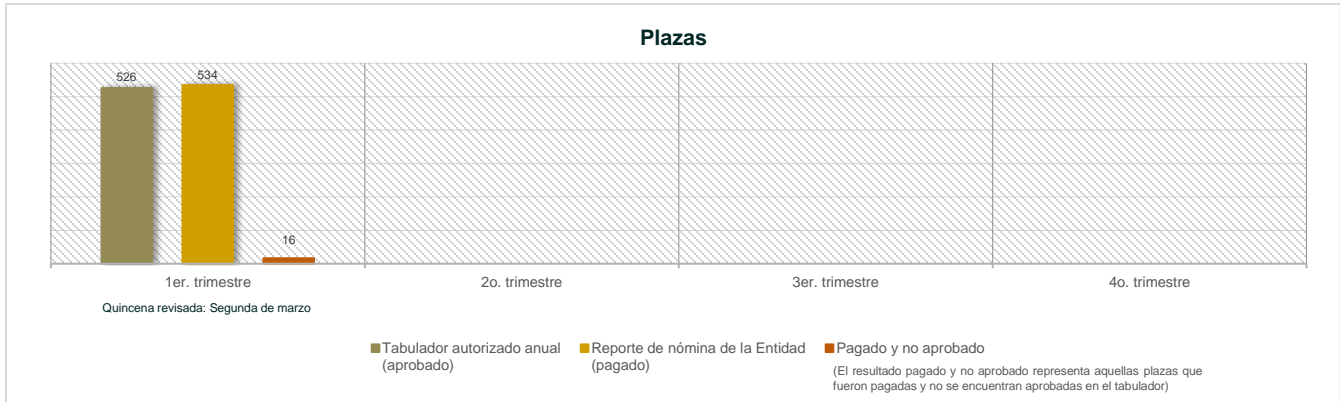 Plazas
526
534
16
1er. trimestre
2o. trimestre
3er. trimestre
4o. trimestre
Quincena revisada: Segunda de marzo
Tabulador autorizado anual
(aprobado)
Reporte de nómina de la Entidad
(pagado)
Pagado y no aprobado
(El resultado pagado y no aprobado representa aquellas plazas que
fueron pagadas y no se encuentran aprobadas en el tabulador)